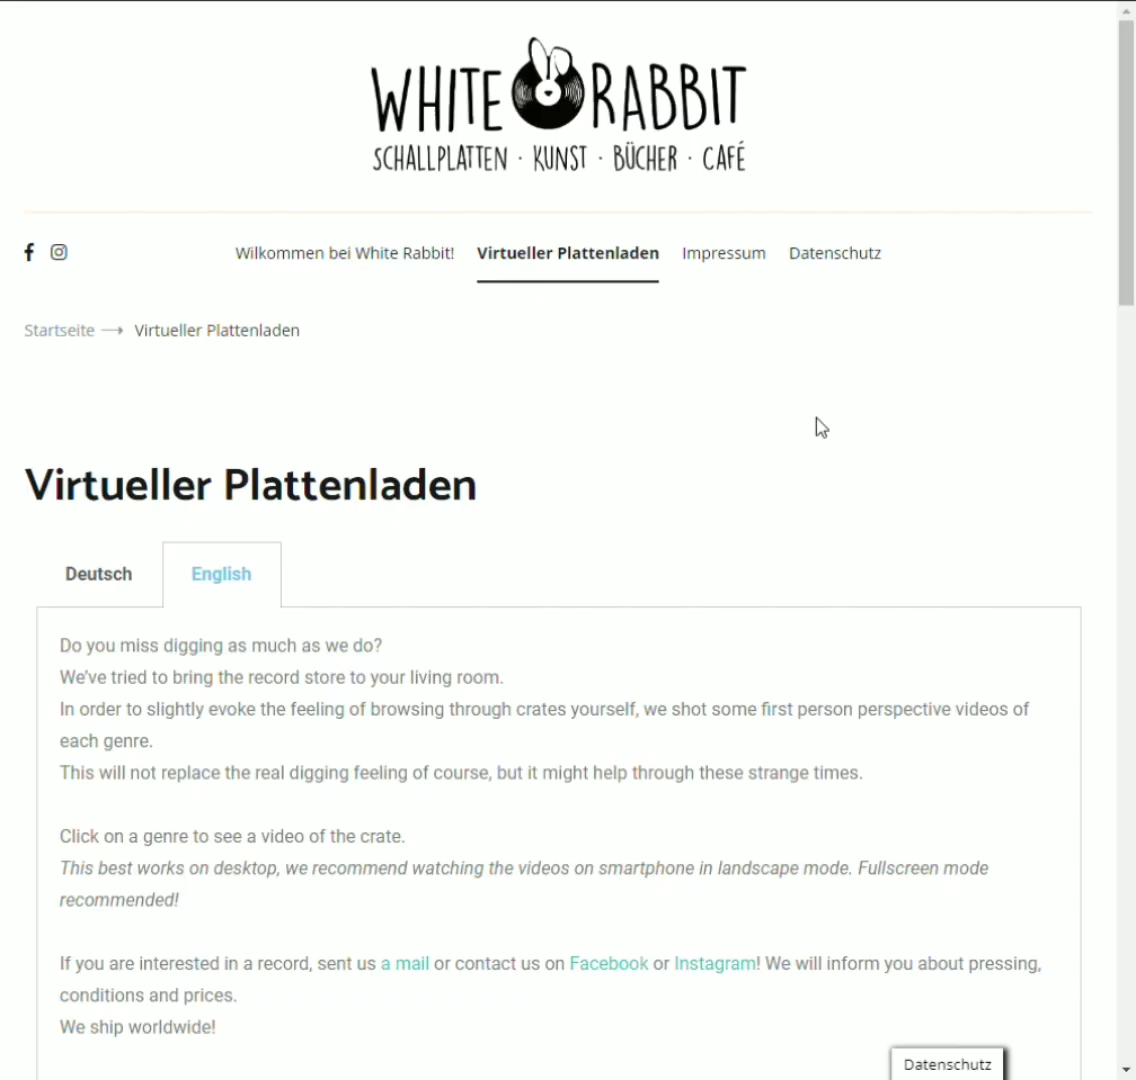 WHITE RABBIT
SCHALLPLATTEN · KUNST · BÜCHER · CAFÉ
Wilkommen bei White Rabbit! Virtueller Plattenladen Impressum Datenschutz
Startseite → Virtueller Plattenladen
Virtueller Plattenladen
Deutsch English
Do you miss digging as much as we do?
We've tried to bring the record store to your living room.
In order to slightly evoke the feeling of browsing through crates yourself, we shot some first person perspective videos of
each genre.
This will not replace the real digging feeling of course, but it might help through these strange times.
Click on a genre to see a video of the crate.
This best works on desktop, we recommend watching the videos on smartphone in landscape mode. Fullscreen mode
recommended!
If you are interested in a record, sent us a mail or contact us on Facebook or Instagram! We will inform you about pressing,
conditions and prices.
We ship worldwide!
Datenschutz